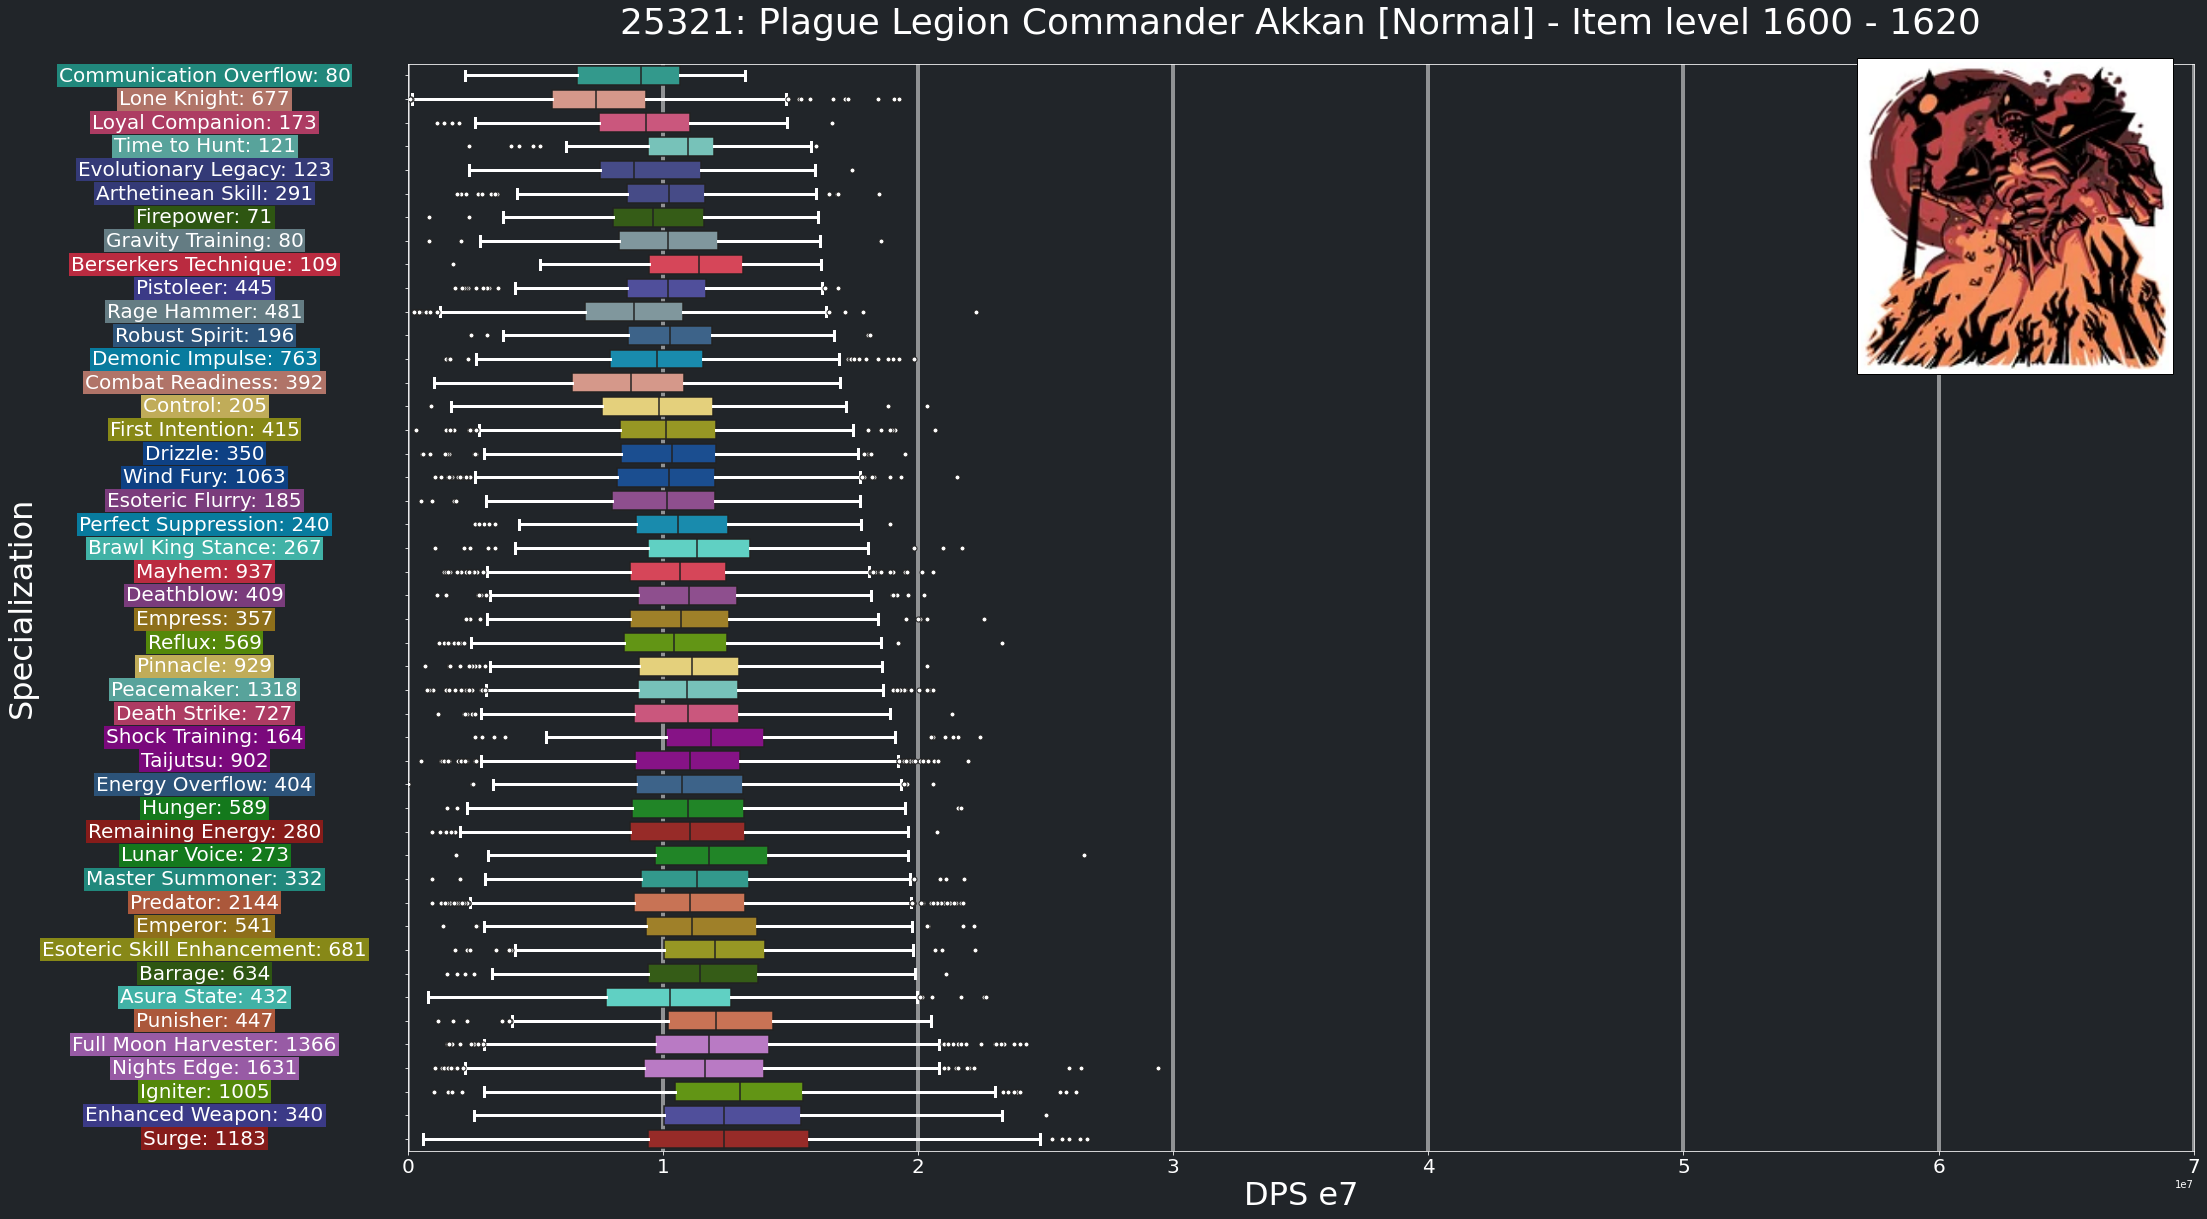 25321: Plague Legion Commander Akkan [Normal] - Item level 1600 - 1620
Communication Overflow: 80
Lone Knight: 677
Loyal Companion: 173
Time to Hunt: 121
Evolutionary Legacy: 123
Arthetinean Skill: 291
Firepower: 71
Gravity Training: 80
Berserkers Technique: 109
Pistoleer: 445
Rage Hammer: 481
Robust Spirit: 196
Demonic Impulse: 763
Combat Readiness: 392
Control: 205
First Intention: 415
Drizzle: 350
Wind Fury: 1063
Esoteric Flurry: 185
Perfect Suppression: 240
Brawl King Stance: 267
Mayhem: 937
Deathblow: 409
Empress: 357
Reflux: 569
Pinnacle: 929
Peacemaker: 1318
Death Strike: 727
Shock Training: 164
Taijutsu: 902
Energy Overflow: 404
Hunger: 589
Remaining Energy: 280
Lunar Voice: 273
Master Summoner: 332
Predator: 2144
Emperor: 541
Esoteric Skill Enhancement: 681
Barrage: 634
Asura State: 432
Punisher: 447
Full Moon Harvester: 1366
Nights Edge: 1631
Igniter: 1005
Enhanced Weapon: 340
Surge: 1183
Specialization
0 1 2 3 4 5 6 7
1e7
DPS e7